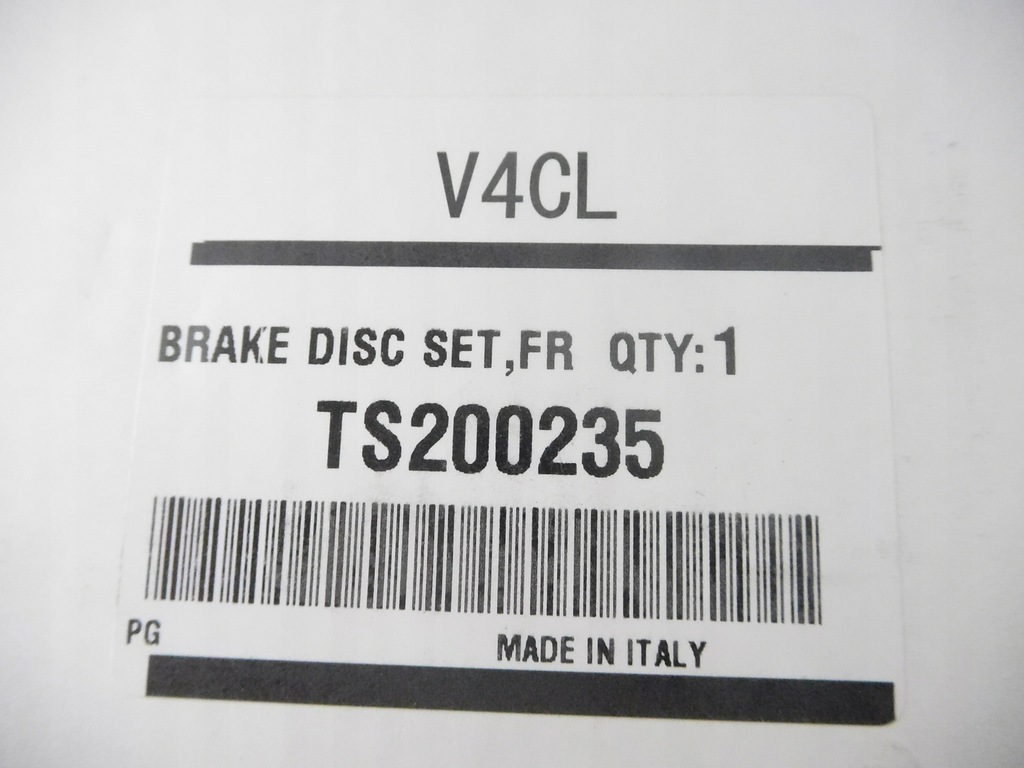 V4CL
BRAKE DISC SET,FR QTY:1
TS200235
PG
MADE IN ITALY